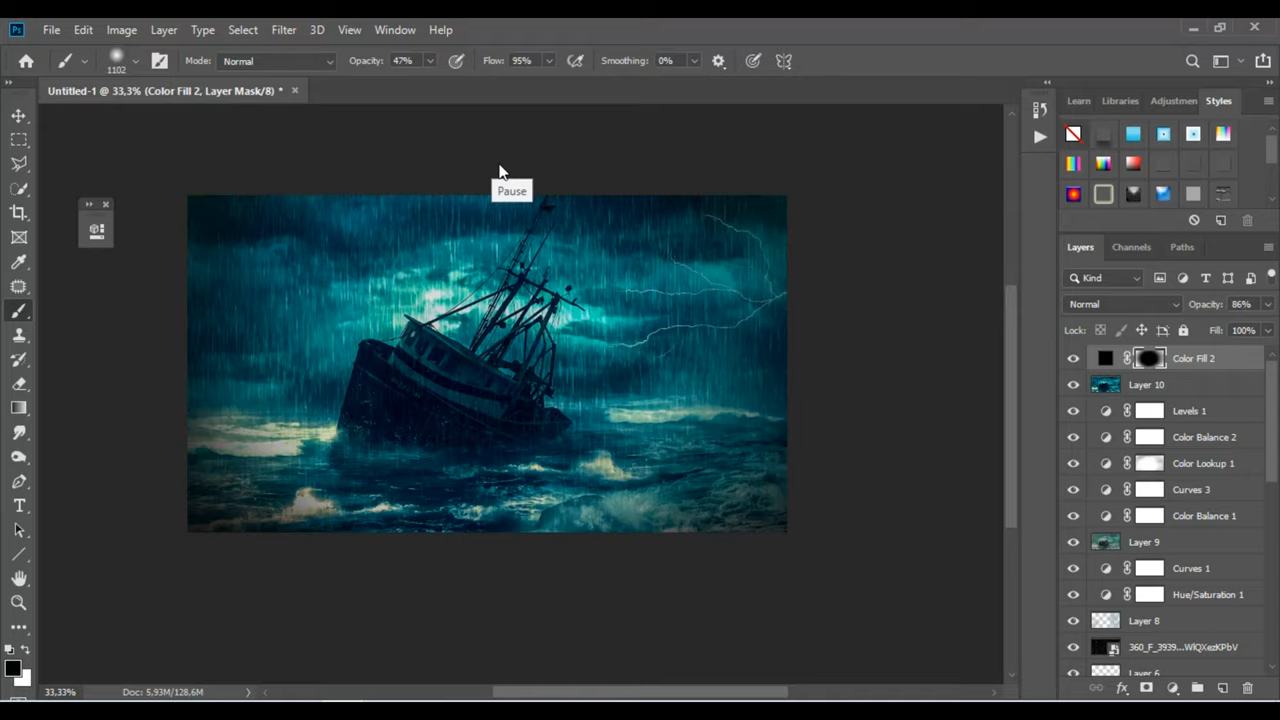 Ps File Edit Image Layer Type Select Filter 3D View Window Help
1102 Mode: Normal Opacity: 47% Flow: 95% Smoothing: 0%
Untitled-1 @ 33,3% (Color Fill 2, Layer Mask/8) *
Learn Libraries Adjustmen Styles
Pause
Layers Channels Paths
Kind
Normal Opacity: 86%
Lock: Fill: 100%
Color Fill 2
Layer 10
Levels 1
Color Balance 2
Color Lookup 1
Curves 3
Color Balance 1
Layer 9
Curves 1
Hue/Saturation 1
Layer 8
360_F_3939...WlQXezKPbV
Layer 6
33,33% Doc: 5,93M/128,6M